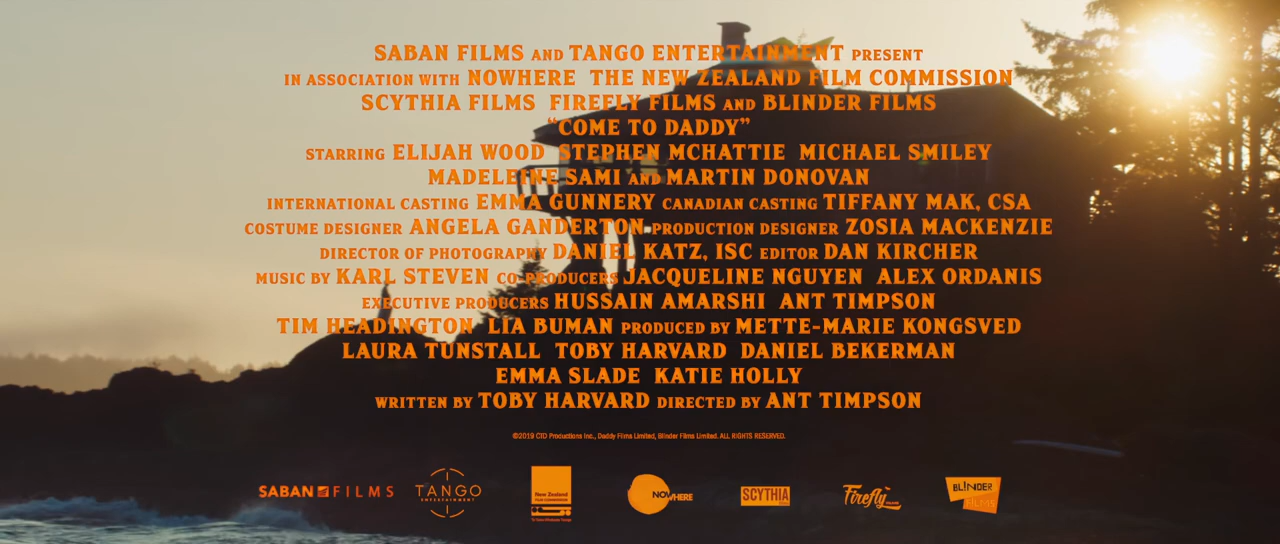 SABAN FILMS AND TANGO ENTERTAINMENT PRESENT
IN ASSOCIATION WITH NOWHERE THE NEW ZEALAND FILM COMMISSION
SCYTHIA FILMS FIREFLY FILMS AND BLINDER FILMS
“COME TO DADDY”
STARRING ELIJAH WOOD STEPHEN MCHATTIE MICHAEL SMILEY
MADELEINE SAMI AND MARTIN DONOVAN
INTERNATIONAL CASTING EMMA GUNNERY CANADIAN CASTING TIFFANY MAK, CSA
COSTUME DESIGNER ANGELA GANDERTON PRODUCTION DESIGNER ZOSIA MACKENZIE
DIRECTOR OF PHOTOGRAPHY DANIEL KATZ, ISC EDITOR DAN KIRCHER
MUSIC BY KARL STEVEN CO-PRODUCERS JACQUELINE NGUYEN ALEX ORDANIS
EXECUTIVE PRODUCERS HUSSAIN AMARSHI ANT TIMPSON
TIM HEADINGTON LIA BUMAN PRODUCED BY METTE-MARIE KONGSVED
LAURA TUNSTALL TOBY HARVARD DANIEL BEKERMAN
EMMA SLADE KATIE HOLLY
WRITTEN BY TOBY HARVARD DIRECTED BY ANT TIMPSON
©2019 CTD Productions Inc., Daddy Films Limited, Blinder Films Limited. ALL RIGHTS RESERVED.
SABAN FILMS
TANGO
ENTERTAINMENT
New Zealand
FILM COMMISSION
NOWHERE
SCYTHIA
Firefly
BLINDER
FILMS